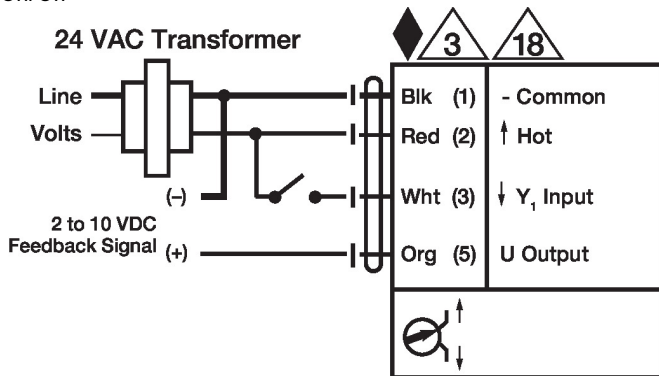 24 VAC Transformer
3
18
Line
Volts
Blk (1)
- Common
Red (2)
Hot
(–)
Wht (3)
Y1 Input
2 to 10 VDC
Feedback Signal (+)
Org (5)
U Output